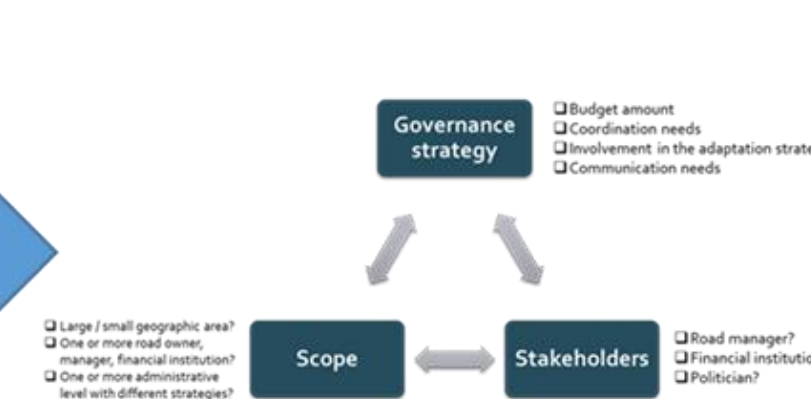 Governance
strategy
Budget amount
Coordination needs
Involvement in the adaptation
Communication needs
Large / small geographic area?
One or more road owner,
manager, financial institution?
One or more administrative
level with different strategies?
Scope
Stakeholders
Road manager?
Financial
Politician?